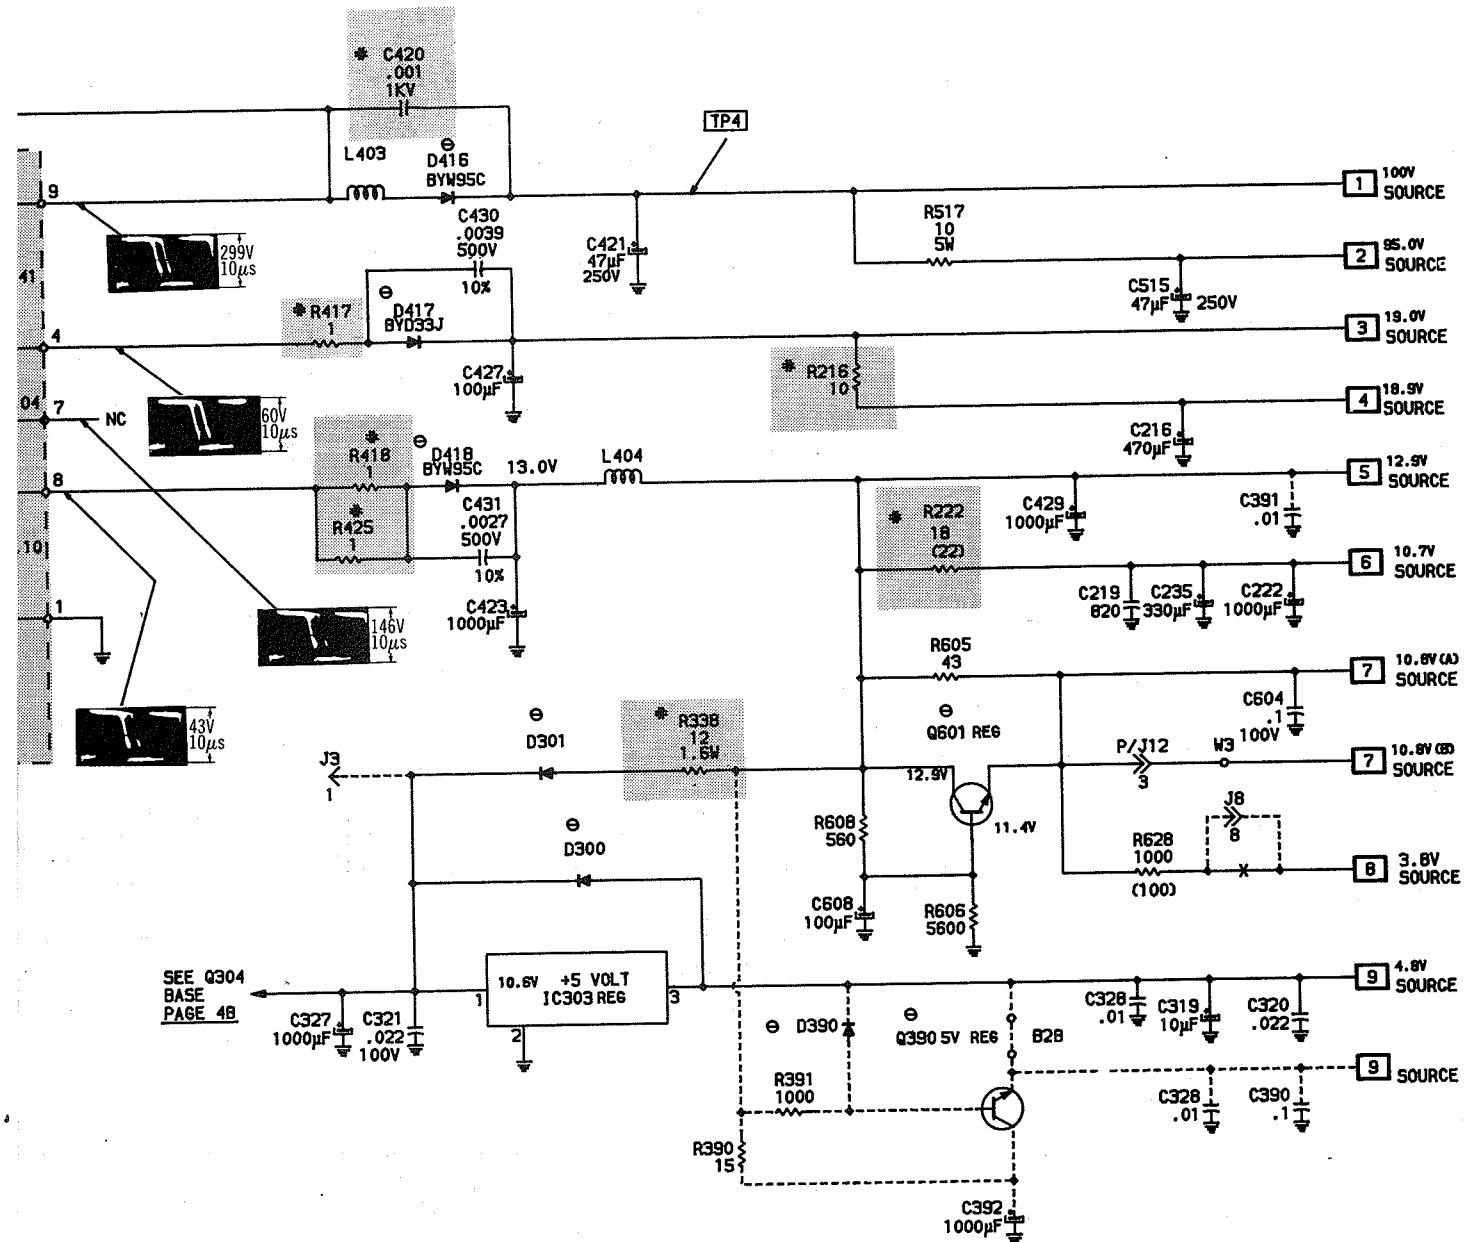 C420
.001
1KV
TP4
L403
D416
BYW95C
9
1
100V
SOURCE
C430
.0039
500V
10%
R517
10
5W
299V
10µs
C421
47µF
250V
2
95.0V
SOURCE
41
C515
47µF 250V
R417
1
D417
BYD33J
4
3
19.0V
SOURCE
C427
100µF
R216
10
4
18.9V
SOURCE
04
7
NC
60V
10µs
C216
470µF
R418
1
D418
BYW95C
13.0V
L404
8
5
12.9V
SOURCE
R425
1
C431
.0027
500V
10%
R222
18
(22)
C429
1000µF
C391
.01
10
6
10.7V
SOURCE
C423
1000µF
C219
820
C235
330µF
C222
1000µF
1
146V
10µs
R605
43
7
10.8V(A)
SOURCE
C604
.1
100V
43V
10µs
D301
R338
12
1.6W
Q601 REG
J3
1
12.9V
P/J12
3
W3
7
10.8V(B)
SOURCE
11.4V
R608
560
J8
8
D300
R628
1000
(100)
8
3.8V
SOURCE
C608
100µF
R606
5600
SEE Q304
BASE
PAGE 48
10.6V
+5 VOLT
IC303 REG
1
2
3
9
4.8V
SOURCE
C327
1000µF
C321
.022
100V
C328
.01
C319
10µF
C320
.022
D390
Q390 5V REG
B29
R391
1000
9
SOURCE
C328
.01
C390
.1
R390
15
C392
1000µF